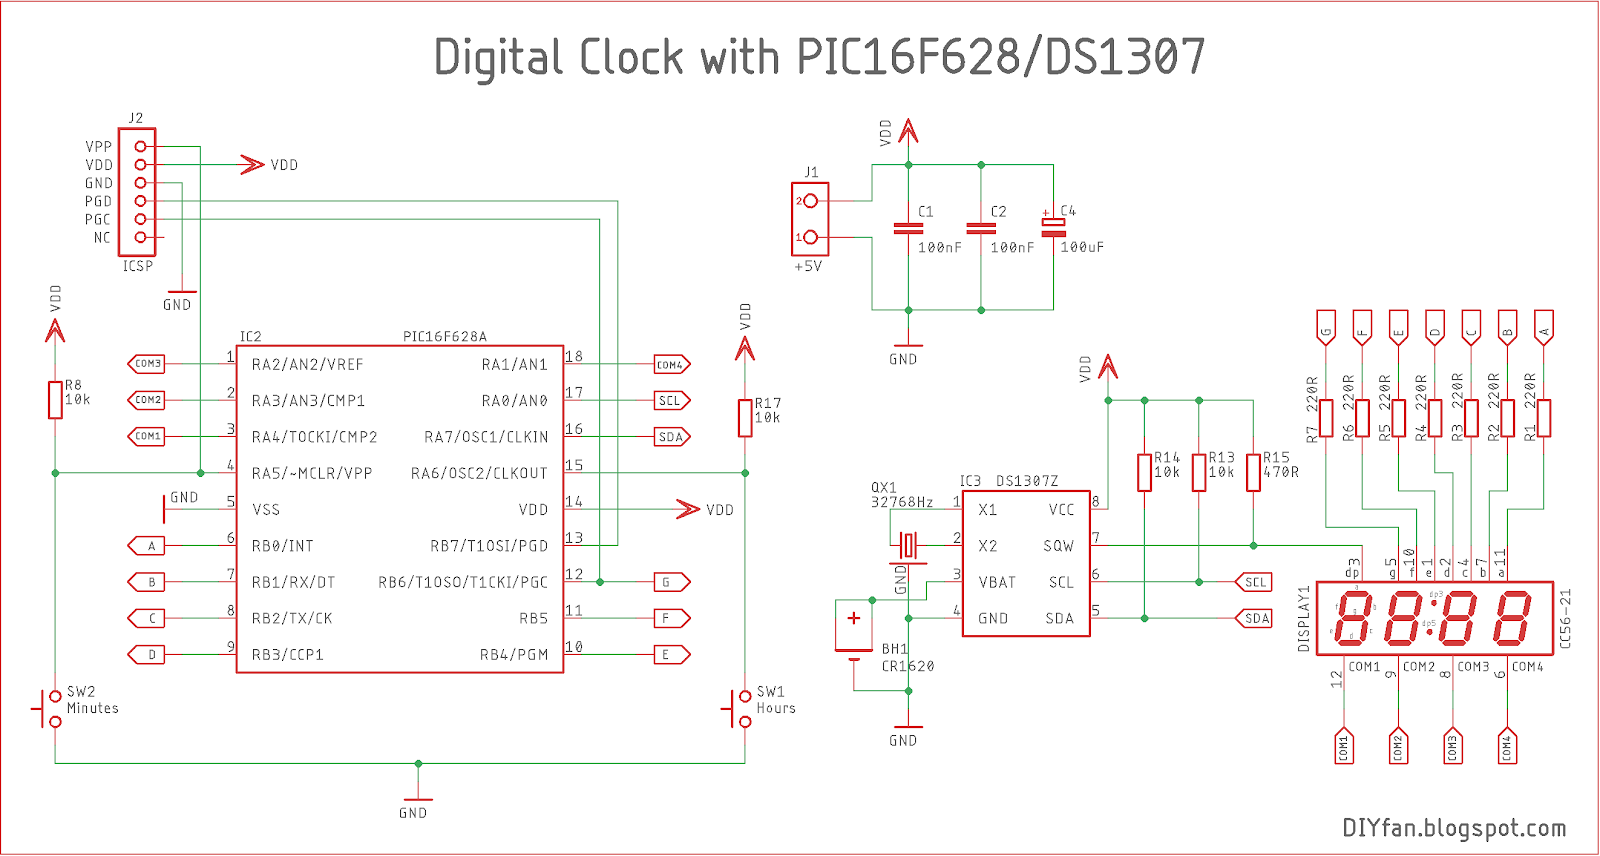 Digital Clock with PIC16F628/DS1307
J2
VPP
VDD
GND
PGD
PGC
NC
ICSP
VDD
GND
VDD
R8
10k
IC2
PIC16F628A
COM3
1
RA2/AN2/VREF
RA1/AN1
18
COM4
COM2
2
RA3/AN3/CMP1
RA0/AN0
17
SCL
COM1
3
RA4/TOCKI/CMP2
RA7/OSC1/CLKIN
16
SDA
4
RA5/~MCLR/VPP
RA6/OSC2/CLKOUT
15
GND
5
VSS
VDD
14
VDD
A
6
RB0/INT
RB7/T1OSI/PGD
13
B
7
RB1/RX/DT
RB6/T1OSO/T1CKI/PGC
12
G
C
8
RB2/TX/CK
RB5
11
F
D
9
RB3/CCP1
RB4/PGM
10
E
SW2
Minutes
VDD
R17
10k
SW1
Hours
GND
J1
2
1
+5V
VDD
C1
100nF
C2
100nF
+
C4
100uF
GND
VDD
R14
10k
R13
10k
R15
470R
QX1
32768Hz
IC3
DS1307Z
1
X1
VCC
8
2
X2
SQW
7
3
VBAT
SCL
6
SCL
4
GND
SDA
5
SDA
GND
+
BH1
CR1620
GND
G
F
E
D
C
B
A
R7 220R
R6 220R
R5 220R
R4 220R
R3 220R
R2 220R
R1 220R
3
5
10
1
2
4
7
11
dp
g
f
e
d
c
b
a
DISPLAY1
a
f
b
g
e
c
d
dp3
dp5
CC56-21
COM1
COM2
COM3
COM4
12
9
8
6
COM1
COM2
COM3
COM4
DIYfan.blogspot.com